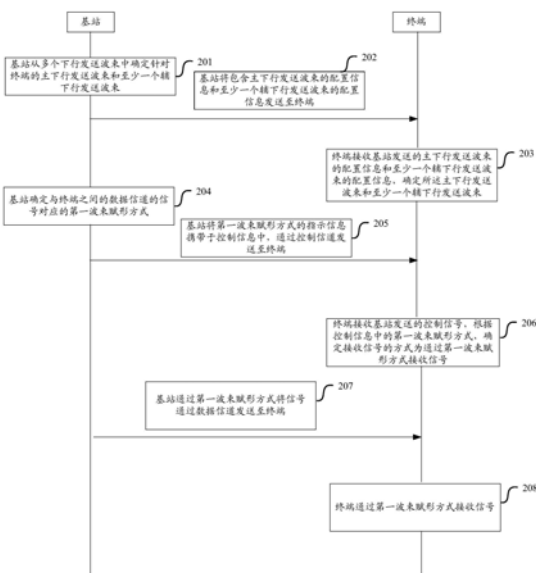 基站
终端
基站从多个下行发送波束中确定针对
终端的主下行发送波束和至少一个辅
下行发送波束
201
202
基站将包含主下行发送波束的配置信
息和至少一个辅下行发送波束的配置
信息发送至终端
终端接收基站发送的主下行发送波束
的配置信息和至少一个辅下行发送波
束的配置信息，确定所述主下行发送波
束和至少一个辅下行发送波束
203
基站确定与终端之间的数据信道的信
号对应的第一波束赋形方式
204
基站将第一波束赋形方式的指示信息
携带于控制信息中，通过控制信道发
送至终端
205
终端接收基站发送的控制信号，根据
控制信息中的第一波束赋形方式，确
定接收信号的方式为通过第一波束赋
形方式接收信号
206
基站通过第一波束赋形方式将信号
通过数据信道发送至终端
207
终端通过第一波束赋形方式接收信号
208